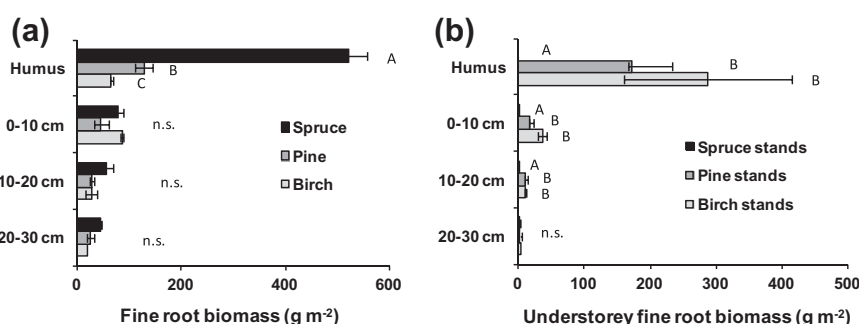 (a)
Humus
A
B
C
0-10 cm
n.s.
10-20 cm
n.s.
20-30 cm
n.s.
Spruce
Pine
Birch
0 200 400 600
Fine root biomass (g m-2)
(b)
Humus
A
B
B
0-10 cm
A
B
B
10-20 cm
A
B
B
20-30 cm
n.s.
Spruce stands
Pine stands
Birch stands
0 100 200 300 400 500
Understorey fine root biomass (g m-2)